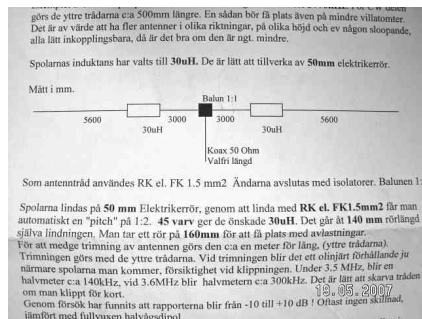 görs de yttre trådarna c:a 500mm längre. En sådan bör få plats även på mindre villatomter.
Det är av värde att ha fler antenner i olika riktningar, på olika höjd och ev någon sloopande,
alla lätt inkopplingsbara, då är det bra om den är ngt. mindre.
Spolarnas induktans har valts till 30uH. De är lätt att tillverka av 50mm elektrikerrör.
Mått i mm.
Balun 1:1
5600 3000 3000 5600
30uH 30uH
Koax 50 Ohm
Valfri längd
Som antenntråd användes RK el. FK 1.5 mm2 Ändarna avslutas med isolatorer. Balunen 1:
Spolarna lindas på 50 mm Elektrikerrör, genom att linda med RK el. FK1.5mm2 får man
automatiskt en "pitch" på 1:2. 45 varv ger de önskade 30uH. Det går åt 140 mm rörlängd
själva lindningen. Man tar ett rör på 160mm för att få plats med avlastningar.
För att medge trimning av antennen görs den c:a en meter för lång, (yttre trådarna).
Trimningen görs med de yttre trådarna. Vid trimningen blir det ett olinjärt förhållande ju
närmare spolarna man kommer, försiktighet vid klippningen. Under 3.5 MHz, blir en
halvmeter c:a 140kHz, vid 3.6MHz blir halvmetern c:a 300kHz. Det är lätt att skarva tråden
om man klippt för kort.
19.05.2007
Genom försök har funnits att rapporterna blir från -10 till +10 dB ! Oftast ingen skillnad,
jämfört med fullvuxen halvvågsdipol